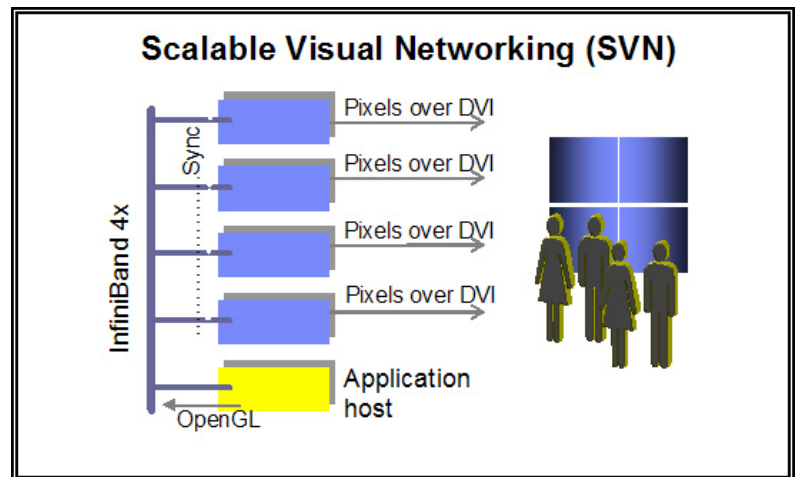 Scalable Visual Networking (SVN)
Pixels over DVI
Sync
Pixels over DVI
Pixels over DVI
InfiniBand 4x
Pixels over DVI
Application
host
OpenGL